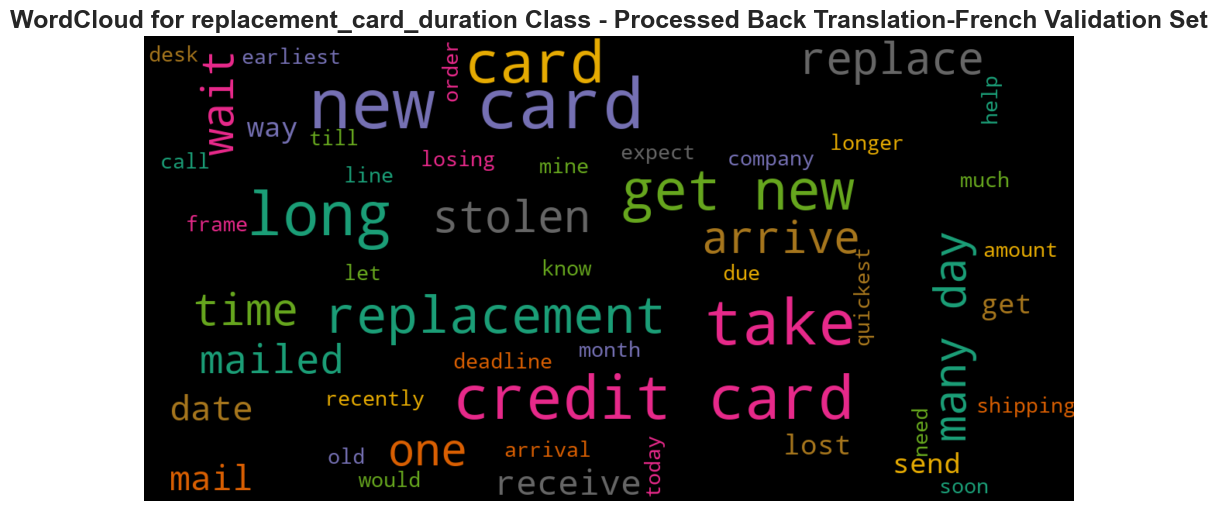 WordCloud for replacement_card_duration Class - Processed Back Translation-French Validation Set
desk
earliest
wait
order
card
replace
new card
help
way
till
call
line
losing
mine
expect
company
longer
much
get new
long
frame
stolen
arrive
many day
amount
let
know
due
quickest
get
time
replacement
take
mailed
deadline
month
credit card
date
recently
shipping
need
one
old
arrival
today
lost
send
mail
would
receive
soon